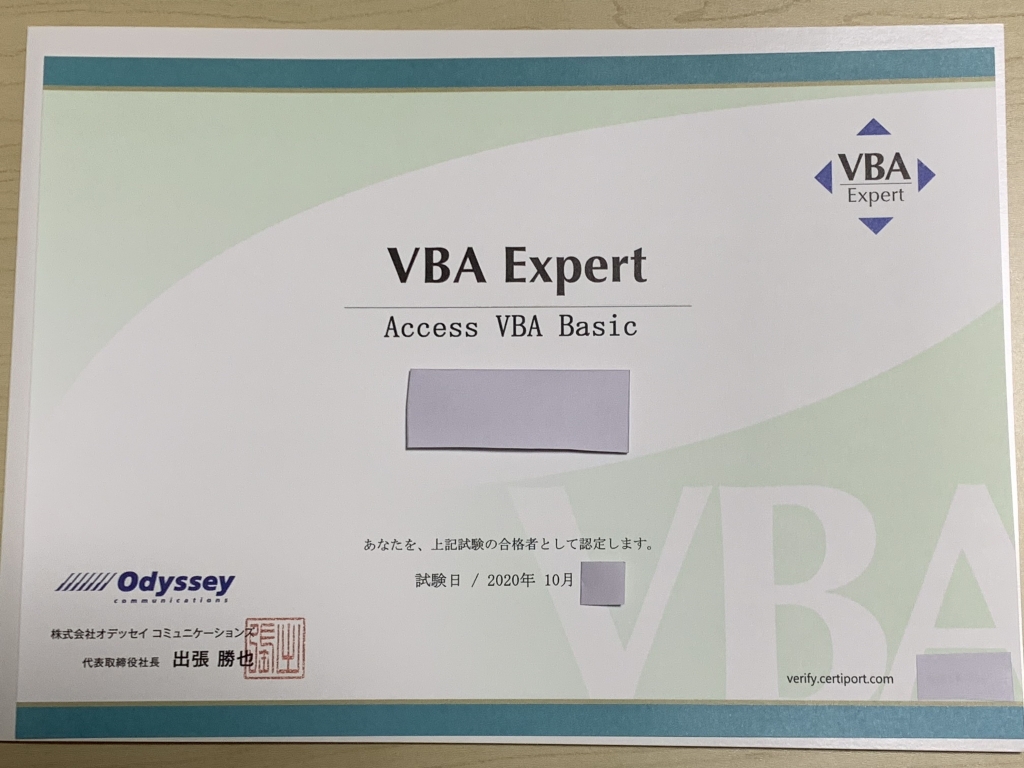 VBA
Expert
VBA Expert
Access VBA Basic
あなたを、上記試験の合格者として認定します。
試験日 / 2020年 10月
Odyssey
communications
株式会社オデッセイ コミュニケーションズ
代表取締役社長 出張 勝也
verify.certiport.com
VBA